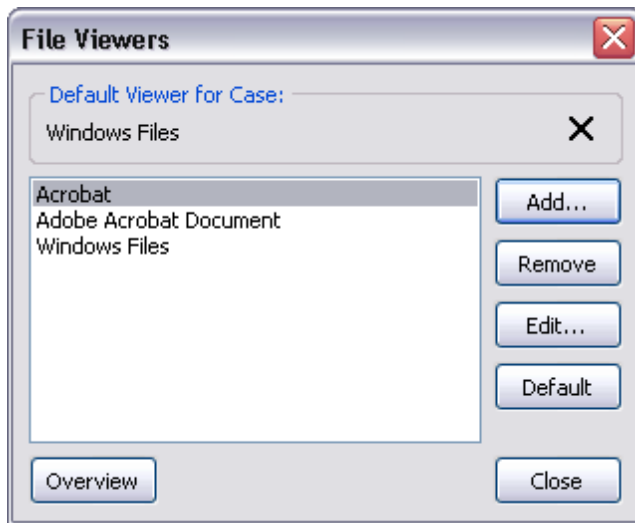 File Viewers
Default Viewer for Case:
Windows Files
Acrobat
Adobe Acrobat Document
Windows Files
Add...
Remove
Edit...
Default
Overview
Close